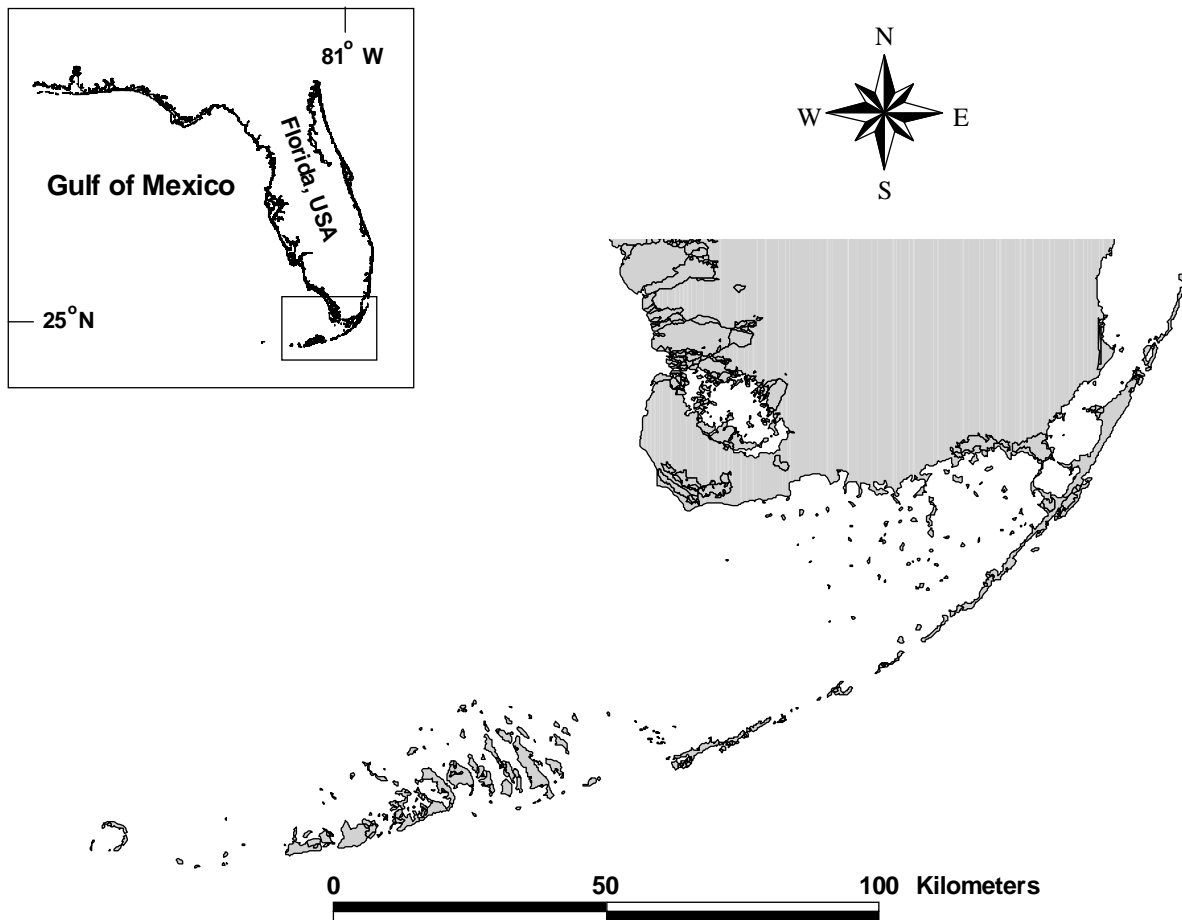 81° W
Florida, USA
Gulf of Mexico
25°N
N
W E
S
0 50 100 Kilometers